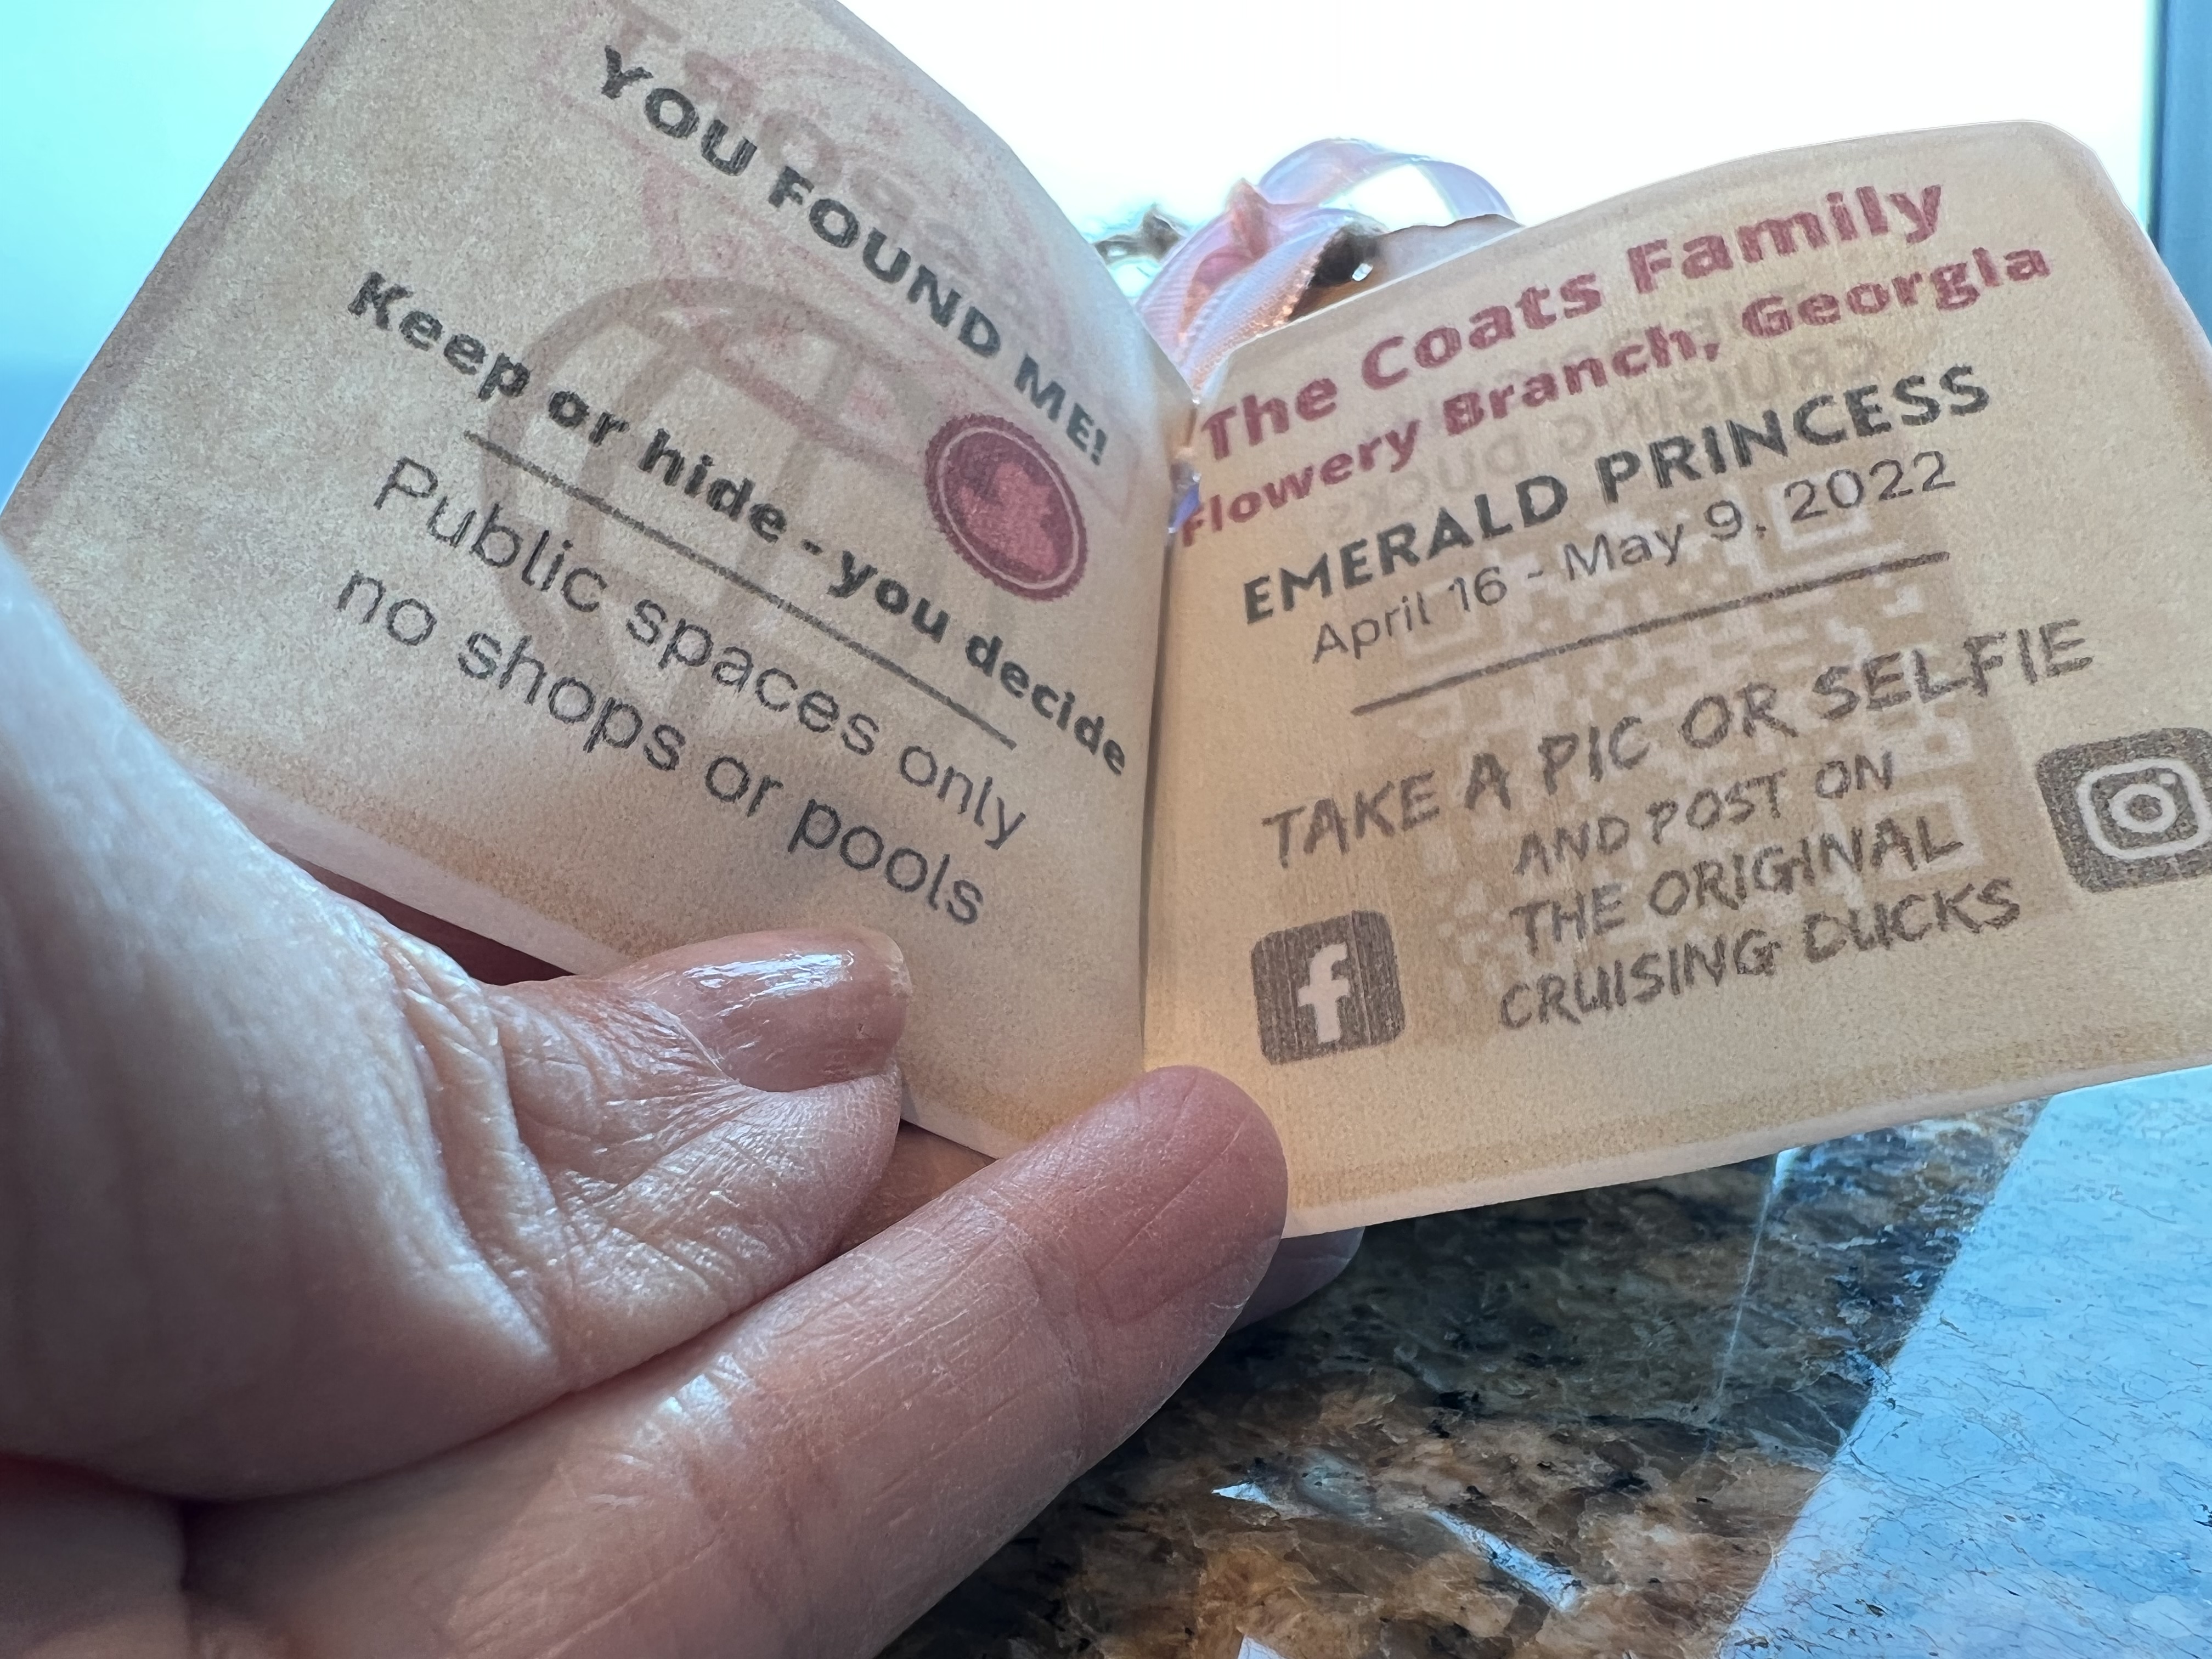 YOU FOUND ME!
Keep or hide - you decide
Public spaces only
no shops or pools
The Coats Family
Flowery Branch, Georgia
EMERALD PRINCESS
April 16 - May 9, 2022
TAKE A PIC OR SELFIE
AND POST ON
THE ORIGINAL
CRUISING DUCKS
f